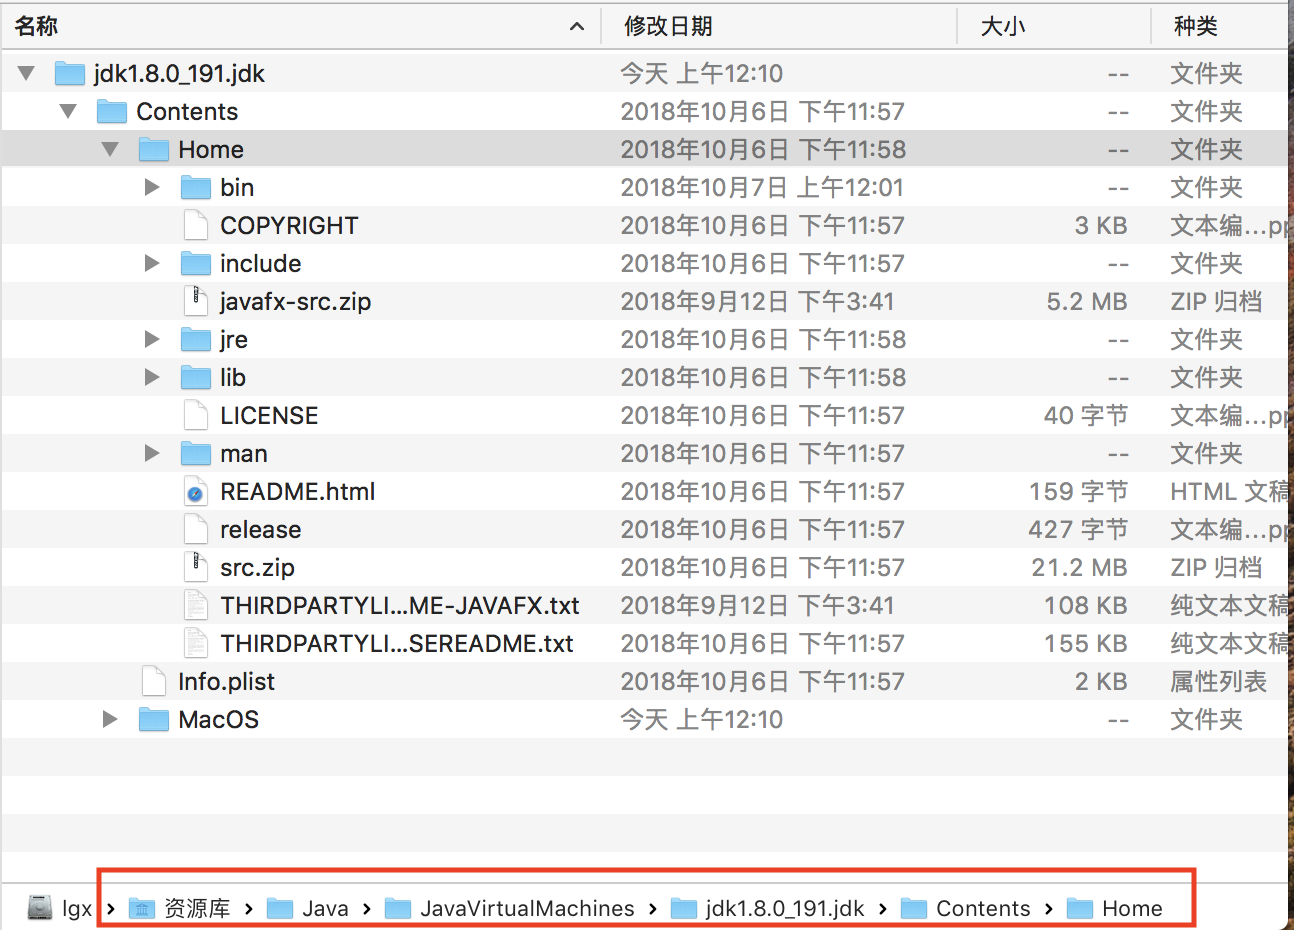 名称 修改日期 大小 种类
jdk1.8.0_191.jdk 今天 上午12:10 -- 文件夹
Contents 2018年10月6日 下午11:57 -- 文件夹
Home 2018年10月6日 下午11:58 -- 文件夹
bin 2018年10月7日 上午12:01 -- 文件夹
COPYRIGHT 2018年10月6日 下午11:57 3 KB 文本编...pp
include 2018年10月6日 下午11:57 -- 文件夹
javafx-src.zip 2018年9月12日 下午3:41 5.2 MB ZIP 归档
jre 2018年10月6日 下午11:58 -- 文件夹
lib 2018年10月6日 下午11:58 -- 文件夹
LICENSE 2018年10月6日 下午11:57 40 字节 文本编...pp
man 2018年10月6日 下午11:57 -- 文件夹
README.html 2018年10月6日 下午11:57 159 字节 HTML 文稿
release 2018年10月6日 下午11:57 427 字节 文本编...pp
src.zip 2018年10月6日 下午11:57 21.2 MB ZIP 归档
THIRDPARTYLI...ME-JAVAFX.txt 2018年9月12日 下午3:41 108 KB 纯文本文稿
THIRDPARTYLI...SEREADME.txt 2018年10月6日 下午11:57 155 KB 纯文本文稿
Info.plist 2018年10月6日 下午11:57 2 KB 属性列表
MacOS 今天 上午12:10 -- 文件夹
lgx › 资源库 › Java › JavaVirtualMachines › jdk1.8.0_191.jdk › Contents › Home